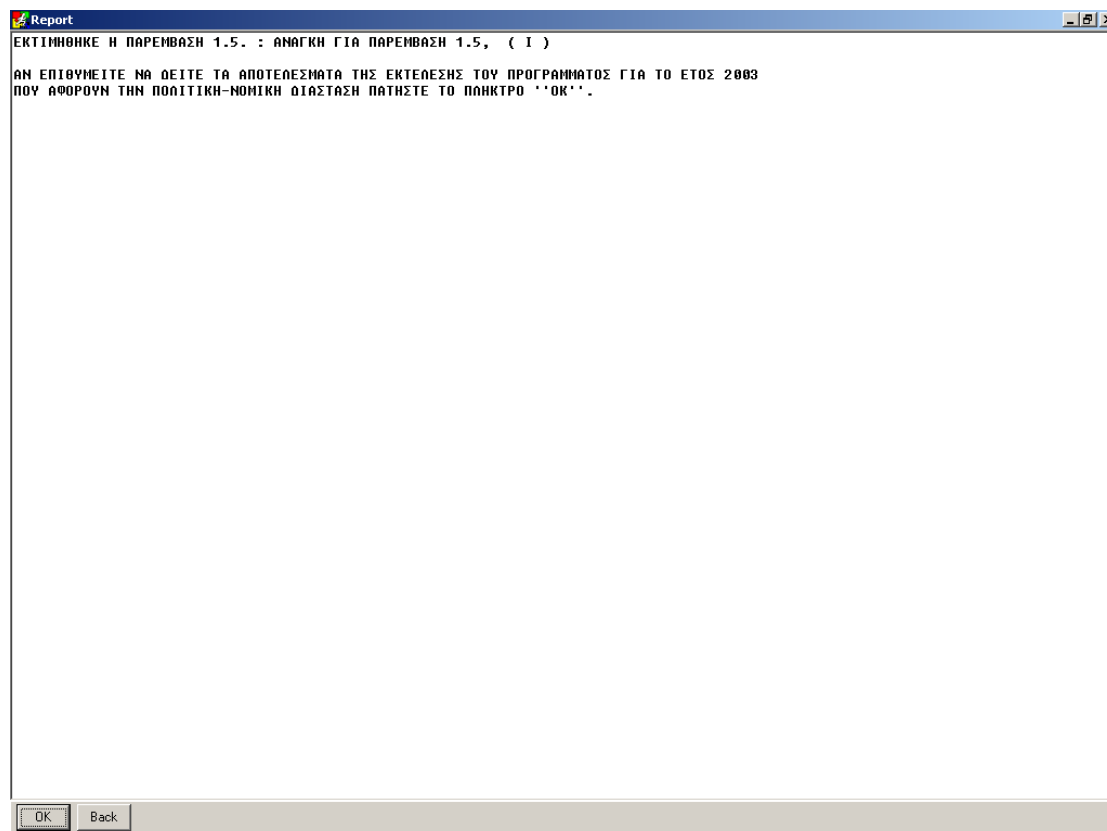 Report
ΕΚΤΙΜΗΘΗΚΕ Η ΠΑΡΕΜΒΑΣΗ 1.5. : ΑΝΑΓΚΗ ΓΙΑ ΠΑΡΕΜΒΑΣΗ 1.5, ( Ι )
ΑΝ ΕΠΙΘΥΜΕΙΤΕ ΝΑ ΔΕΙΤΕ ΤΑ ΑΠΟΤΕΛΕΣΜΑΤΑ ΤΗΣ ΕΚΤΕΛΕΣΗΣ ΤΟΥ ΠΡΟΓΡΑΜΜΑΤΟΣ ΓΙΑ ΤΟ ΕΤΟΣ 2003
ΠΟΥ ΑΦΟΡΟΥΝ ΤΗΝ ΠΟΛΙΤΙΚΗ-ΝΟΜΙΚΗ ΔΙΑΣΤΑΣΗ ΠΑΤΗΣΤΕ ΤΟ ΠΛΗΚΤΡΟ ''ΟΚ''.
OK Back